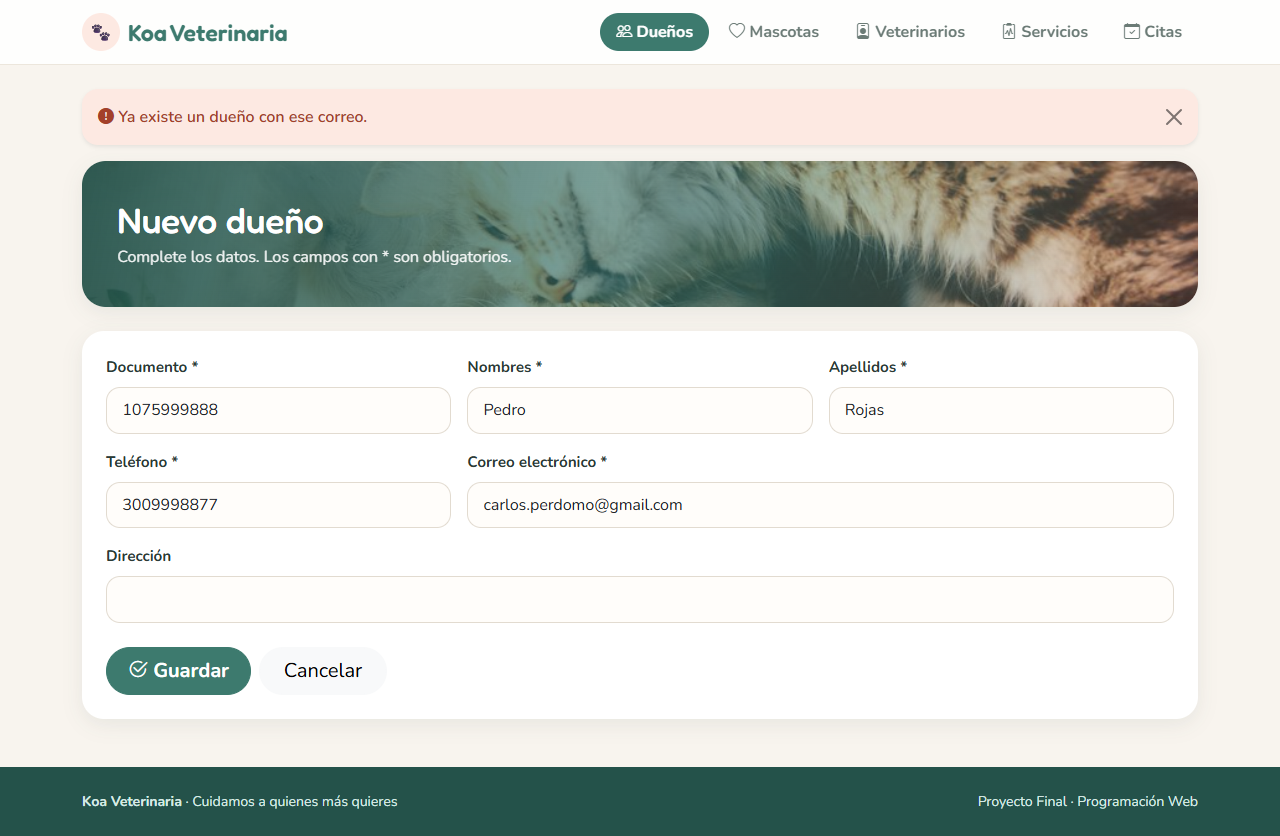 Koa Veterinaria
Dueños Mascotas Veterinarios Servicios Citas
Ya existe un dueño con ese correo.
Nuevo dueño
Complete los datos. Los campos con * son obligatorios.
Documento * Nombres * Apellidos *
1075999888 Pedro Rojas
Teléfono * Correo electrónico *
3009998877 carlos.perdomo@gmail.com
Dirección
Guardar Cancelar
Koa Veterinaria · Cuidamos a quienes más quieres Proyecto Final · Programación Web